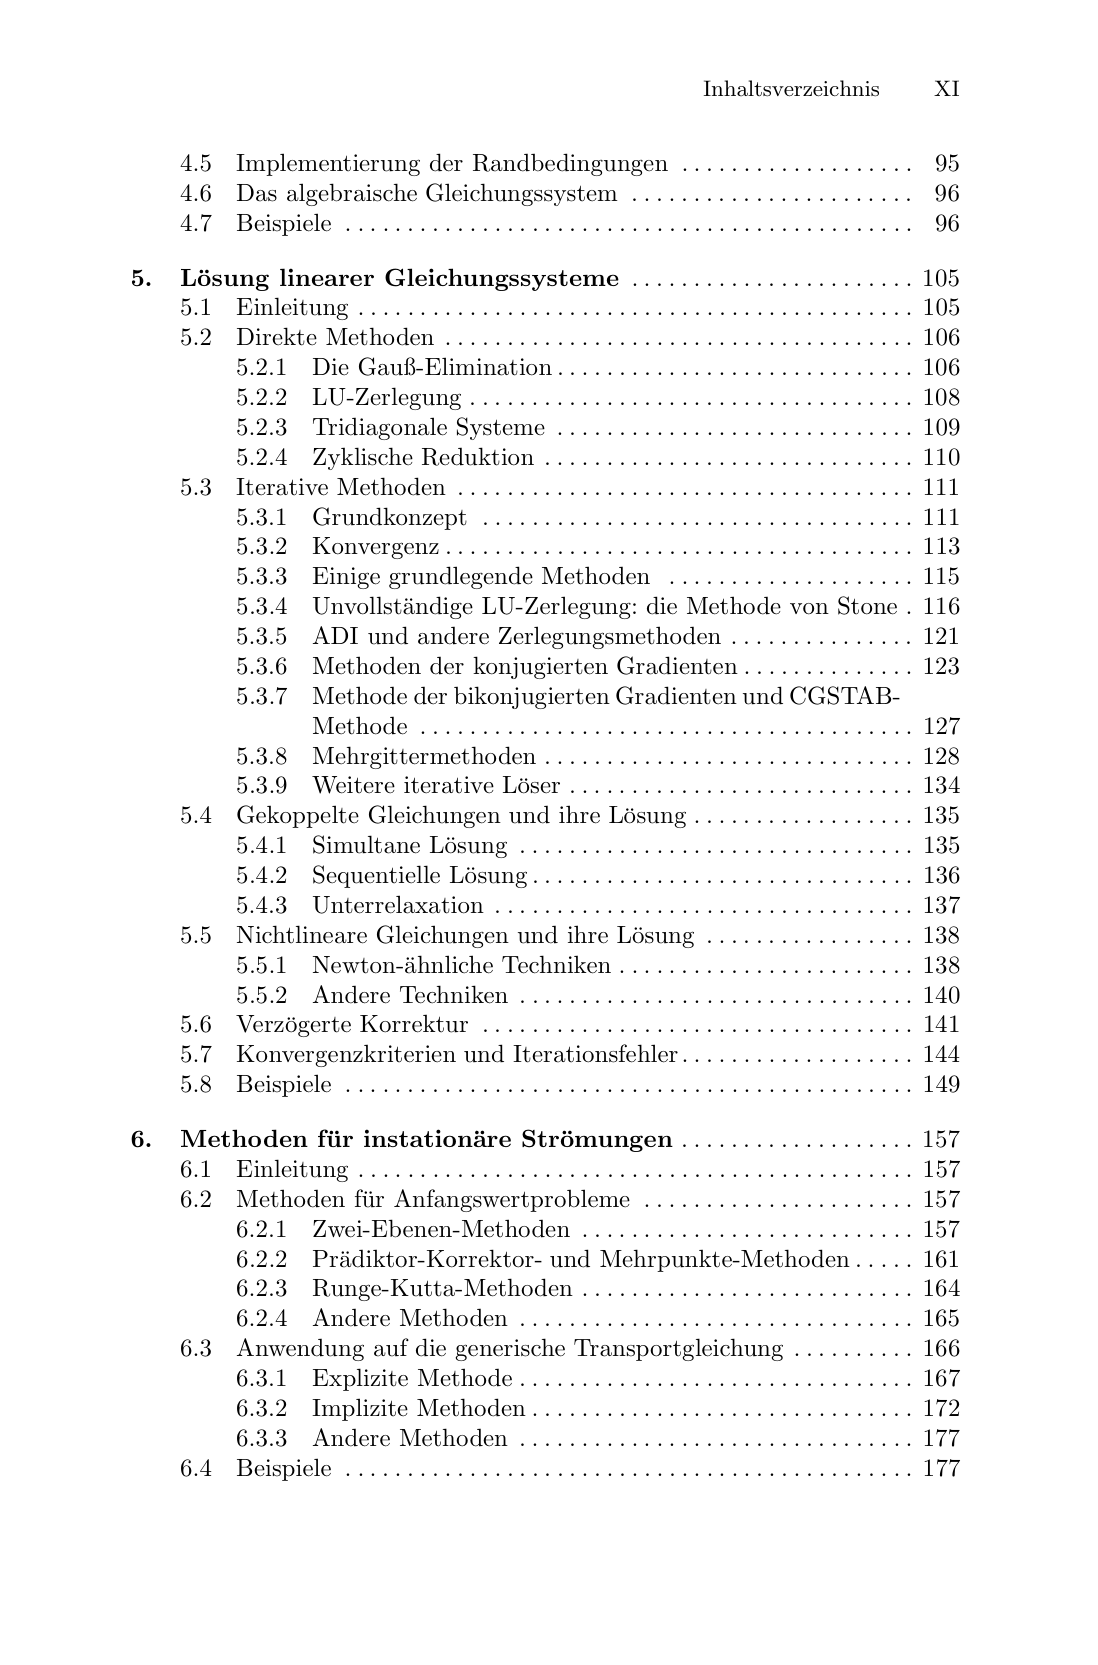 Inhaltsverzeichnis XI
4.5 Implementierung der Randbedingungen . . . . . . . . . . . . . . . . . . . 95
4.6 Das algebraische Gleichungssystem . . . . . . . . . . . . . . . . . . . . . . . 96
4.7 Beispiele . . . . . . . . . . . . . . . . . . . . . . . . . . . . . . . . . . . . . . . . . . . . . . 96
5. Lösung linearer Gleichungssysteme . . . . . . . . . . . . . . . . . . . . . . . 105
5.1 Einleitung . . . . . . . . . . . . . . . . . . . . . . . . . . . . . . . . . . . . . . . . . . . . . 105
5.2 Direkte Methoden . . . . . . . . . . . . . . . . . . . . . . . . . . . . . . . . . . . . . . 106
5.2.1 Die Gauß-Elimination . . . . . . . . . . . . . . . . . . . . . . . . . . . . . 106
5.2.2 LU-Zerlegung . . . . . . . . . . . . . . . . . . . . . . . . . . . . . . . . . . . . 108
5.2.3 Tridiagonale Systeme . . . . . . . . . . . . . . . . . . . . . . . . . . . . . 109
5.2.4 Zyklische Reduktion . . . . . . . . . . . . . . . . . . . . . . . . . . . . . . 110
5.3 Iterative Methoden . . . . . . . . . . . . . . . . . . . . . . . . . . . . . . . . . . . . . 111
5.3.1 Grundkonzept . . . . . . . . . . . . . . . . . . . . . . . . . . . . . . . . . . . 111
5.3.2 Konvergenz . . . . . . . . . . . . . . . . . . . . . . . . . . . . . . . . . . . . . . 113
5.3.3 Einige grundlegende Methoden . . . . . . . . . . . . . . . . . . . . 115
5.3.4 Unvollständige LU-Zerlegung: die Methode von Stone . 116
5.3.5 ADI und andere Zerlegungsmethoden . . . . . . . . . . . . . . . 121
5.3.6 Methoden der konjugierten Gradienten . . . . . . . . . . . . . . 123
5.3.7 Methode der bikonjugierten Gradienten und CGSTAB-
Methode . . . . . . . . . . . . . . . . . . . . . . . . . . . . . . . . . . . . . . . . 127
5.3.8 Mehrgittermethoden . . . . . . . . . . . . . . . . . . . . . . . . . . . . . . 128
5.3.9 Weitere iterative Löser . . . . . . . . . . . . . . . . . . . . . . . . . . . . 134
5.4 Gekoppelte Gleichungen und ihre Lösung . . . . . . . . . . . . . . . . . . 135
5.4.1 Simultane Lösung . . . . . . . . . . . . . . . . . . . . . . . . . . . . . . . . 135
5.4.2 Sequentielle Lösung . . . . . . . . . . . . . . . . . . . . . . . . . . . . . . . 136
5.4.3 Unterrelaxation . . . . . . . . . . . . . . . . . . . . . . . . . . . . . . . . . . 137
5.5 Nichtlineare Gleichungen und ihre Lösung . . . . . . . . . . . . . . . . . 138
5.5.1 Newton-ähnliche Techniken . . . . . . . . . . . . . . . . . . . . . . . . 138
5.5.2 Andere Techniken . . . . . . . . . . . . . . . . . . . . . . . . . . . . . . . . 140
5.6 Verzögerte Korrektur . . . . . . . . . . . . . . . . . . . . . . . . . . . . . . . . . . . 141
5.7 Konvergenzkriterien und Iterationsfehler . . . . . . . . . . . . . . . . . . . 144
5.8 Beispiele . . . . . . . . . . . . . . . . . . . . . . . . . . . . . . . . . . . . . . . . . . . . . . 149
6. Methoden für instationäre Strömungen . . . . . . . . . . . . . . . . . . . 157
6.1 Einleitung . . . . . . . . . . . . . . . . . . . . . . . . . . . . . . . . . . . . . . . . . . . . . 157
6.2 Methoden für Anfangswertprobleme . . . . . . . . . . . . . . . . . . . . . . 157
6.2.1 Zwei-Ebenen-Methoden . . . . . . . . . . . . . . . . . . . . . . . . . . . 157
6.2.2 Prädiktor-Korrektor- und Mehrpunkte-Methoden . . . . . 161
6.2.3 Runge-Kutta-Methoden . . . . . . . . . . . . . . . . . . . . . . . . . . . 164
6.2.4 Andere Methoden . . . . . . . . . . . . . . . . . . . . . . . . . . . . . . . . 165
6.3 Anwendung auf die generische Transportgleichung . . . . . . . . . . 166
6.3.1 Explizite Methode . . . . . . . . . . . . . . . . . . . . . . . . . . . . . . . . 167
6.3.2 Implizite Methoden . . . . . . . . . . . . . . . . . . . . . . . . . . . . . . . 172
6.3.3 Andere Methoden . . . . . . . . . . . . . . . . . . . . . . . . . . . . . . . . 177
6.4 Beispiele . . . . . . . . . . . . . . . . . . . . . . . . . . . . . . . . . . . . . . . . . . . . . . 177